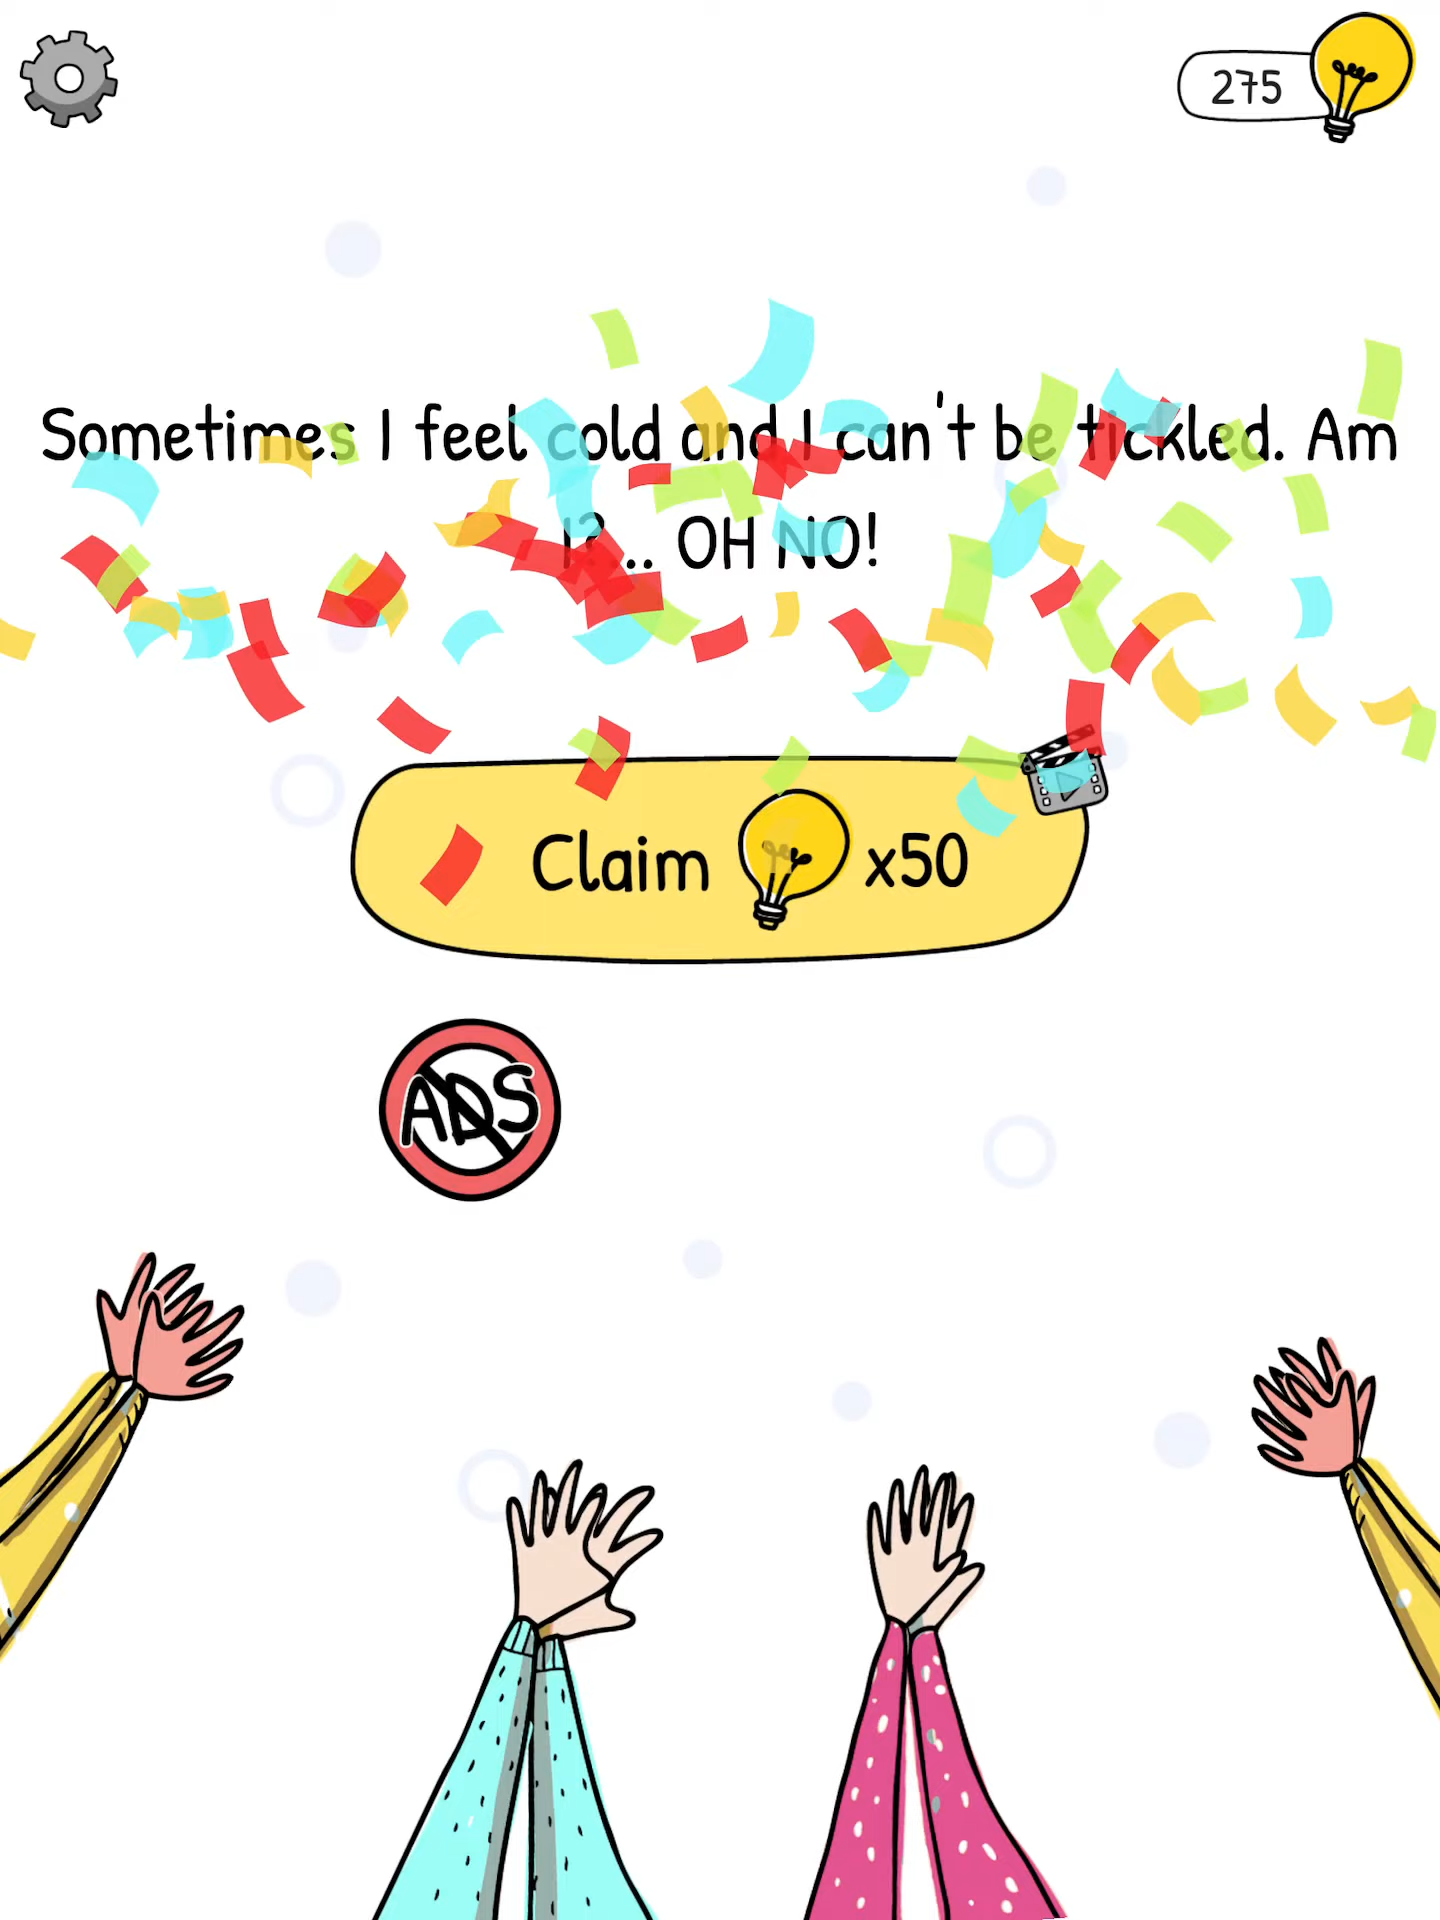 275
Sometimes I feel cold and I can't be tickled. Am
I?... OH NO!
Claim x50
ADS